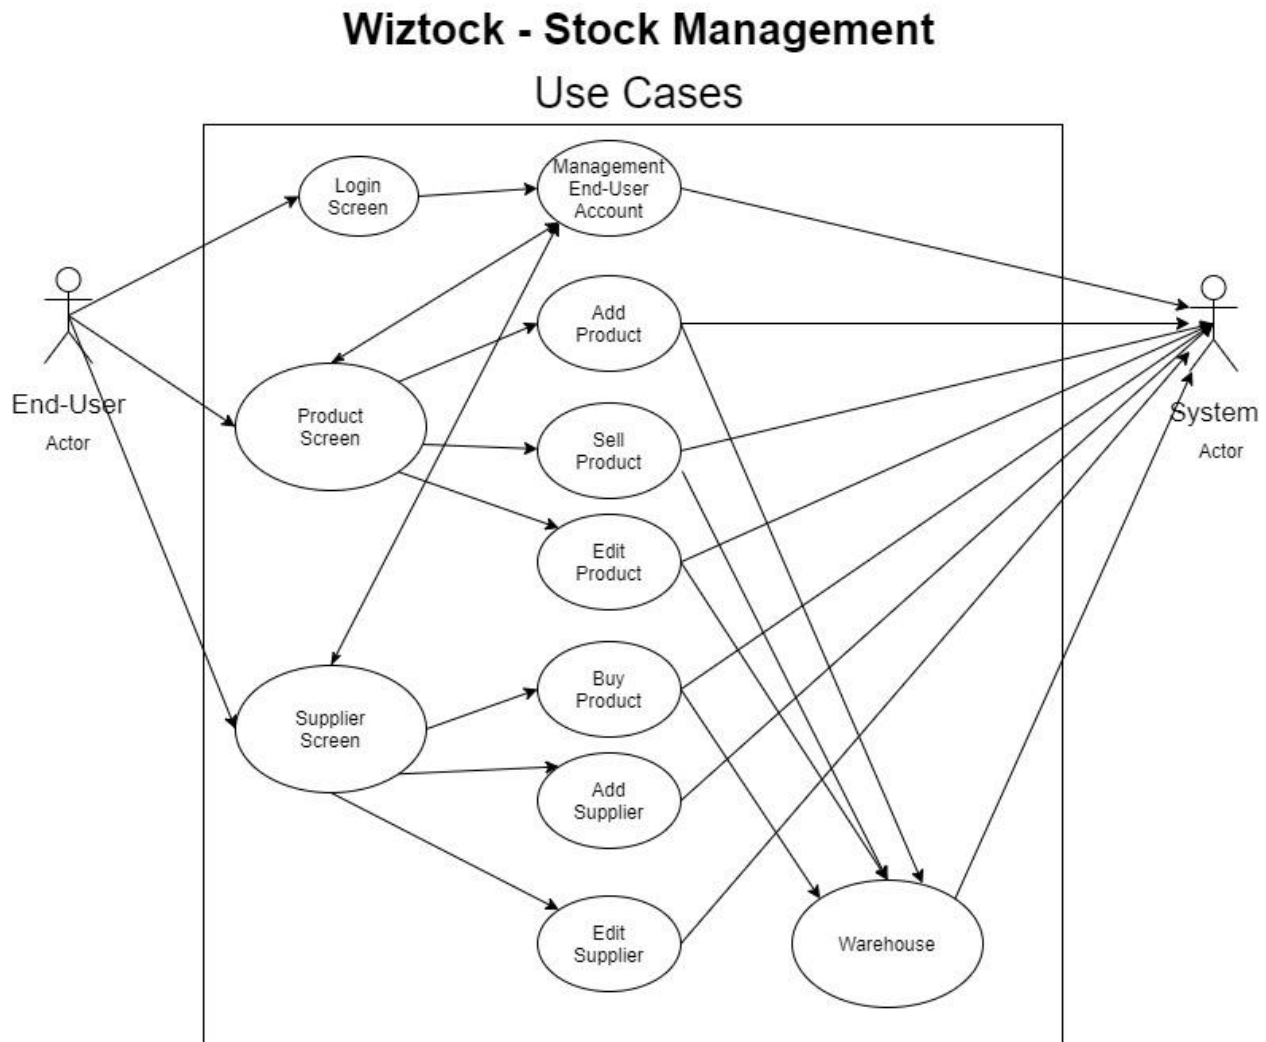 Wiztock - Stock Management
Use Cases
Login
Screen
Management
End-User
Account
Add
Product
End-User
Actor
Product
Screen
Sell
Product
System
Actor
Edit
Product
Supplier
Screen
Buy
Product
Add
Supplier
Edit
Supplier
Warehouse